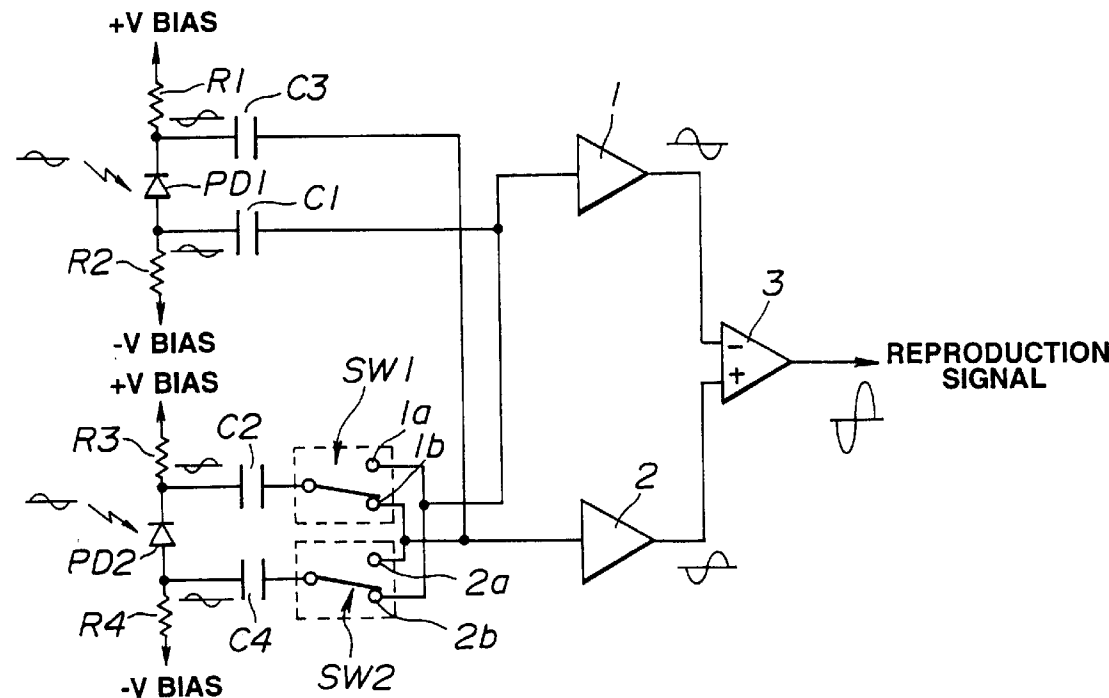 +V BIAS
R1
C3
1
PD1
C1
R2
-V BIAS
+V BIAS
3
-
+
REPRODUCTION
SIGNAL
SW1
1a
1b
R3
C2
2
PD2
2a
R4
C4
2b
SW2
-V BIAS